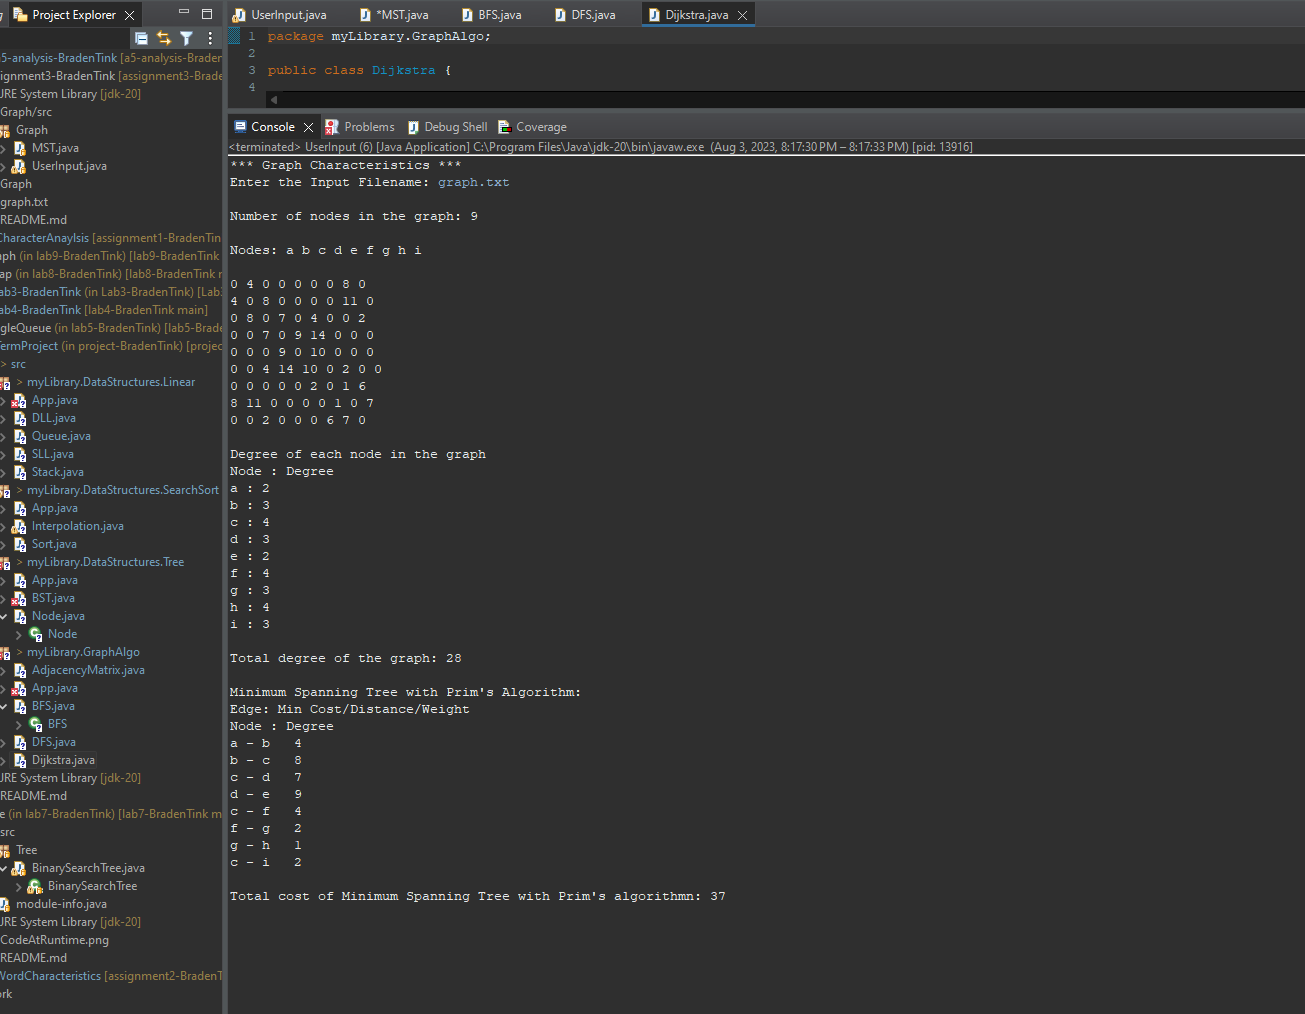 Project Explorer
a5-analysis-BradenTink [a5-analysis-Braden
ignment3-BradenTink [assignment3-Brade
JRE System Library [jdk-20]
Graph/src
Graph
MST.java
UserInput.java
Graph
graph.txt
README.md
CharacterAnaylsis [assignment1-BradenTin
aph (in lab9-BradenTink) [lab9-BradenTink
ap (in lab8-BradenTink) [lab8-BradenTink r
ab3-BradenTink (in Lab3-BradenTink) [Lab
ab4-BradenTink [lab4-BradenTink main]
gleQueue (in lab5-BradenTink) [lab5-Brade
TermProject (in project-BradenTink) [projec
> src
> myLibrary.DataStructures.Linear
App.java
DLL.java
Queue.java
SLL.java
Stack.java
> myLibrary.DataStructures.SearchSort
App.java
Interpolation.java
Sort.java
> myLibrary.DataStructures.Tree
App.java
BST.java
Node.java
Node
> myLibrary.GraphAlgo
AdjacencyMatrix.java
App.java
BFS.java
BFS
DFS.java
Dijkstra.java
JRE System Library [jdk-20]
README.md
e (in lab7-BradenTink) [lab7-BradenTink m
src
Tree
BinarySearchTree.java
BinarySearchTree
module-info.java
JRE System Library [jdk-20]
CodeAtRuntime.png
README.md
WordCharacteristics [assignment2-BradenT
ork
UserInput.java *MST.java BFS.java DFS.java Dijkstra.java
1 package myLibrary.GraphAlgo;
2
3 public class Dijkstra {
4
Console Problems Debug Shell Coverage
<terminated> UserInput (6) [Java Application] C:\Program Files\Java\jdk-20\bin\javaw.exe (Aug 3, 2023, 8:17:30 PM – 8:17:33 PM) [pid: 13916]
*** Graph Characteristics ***
Enter the Input Filename: graph.txt
Number of nodes in the graph: 9
Nodes: a b c d e f g h i
0 4 0 0 0 0 0 8 0
4 0 8 0 0 0 0 11 0
0 8 0 7 0 4 0 0 2
0 0 7 0 9 14 0 0 0
0 0 0 9 0 10 0 0 0
0 0 4 14 10 0 2 0 0
0 0 0 0 0 2 0 1 6
8 11 0 0 0 0 1 0 7
0 0 2 0 0 0 6 7 0
Degree of each node in the graph
Node : Degree
a : 2
b : 3
c : 4
d : 3
e : 2
f : 4
g : 3
h : 4
i : 3
Total degree of the graph: 28
Minimum Spanning Tree with Prim's Algorithm:
Edge: Min Cost/Distance/Weight
Node : Degree
a - b 4
b - c 8
c - d 7
d - e 9
c - f 4
f - g 2
g - h 1
c - i 2
Total cost of Minimum Spanning Tree with Prim's algorithmn: 37